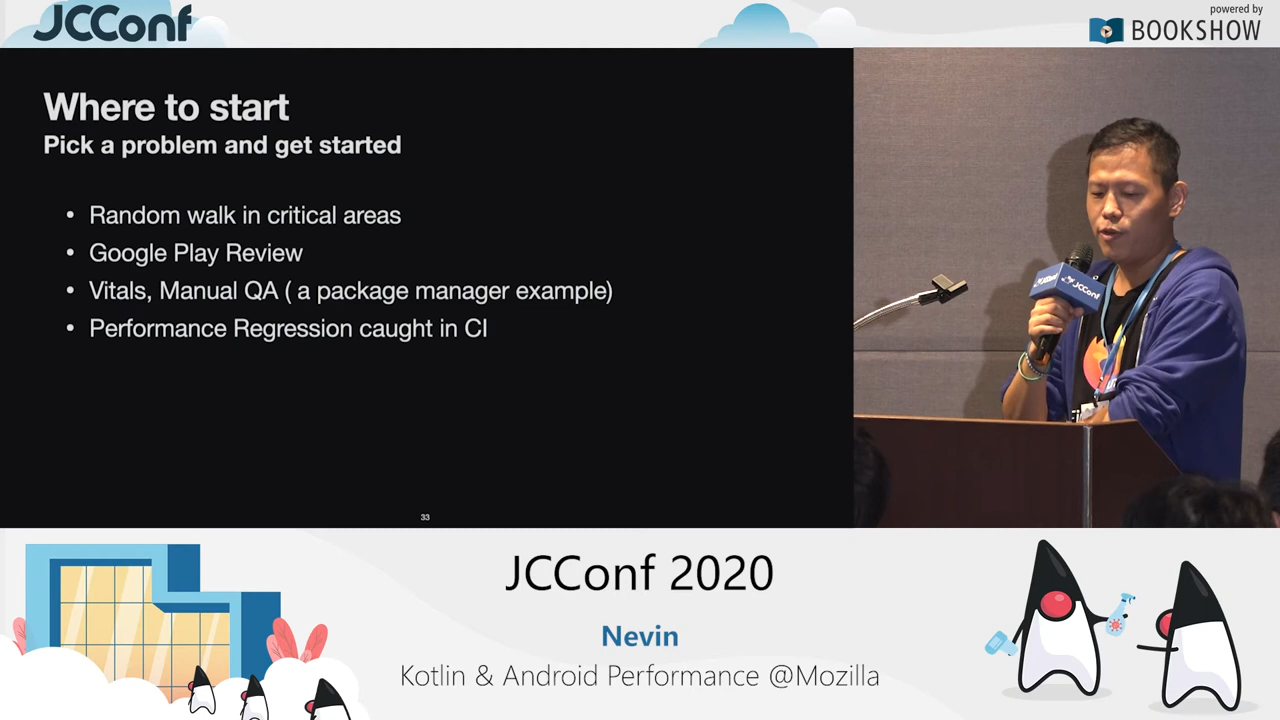 JCConf
powered by
BOOKSHOW
Where to start
Pick a problem and get started
• Random walk in critical areas
• Google Play Review
• Vitals, Manual QA ( a package manager example)
• Performance Regression caught in CI
33
JCConf
JCConf 2020
Nevin
Kotlin & Android Performance @Mozilla